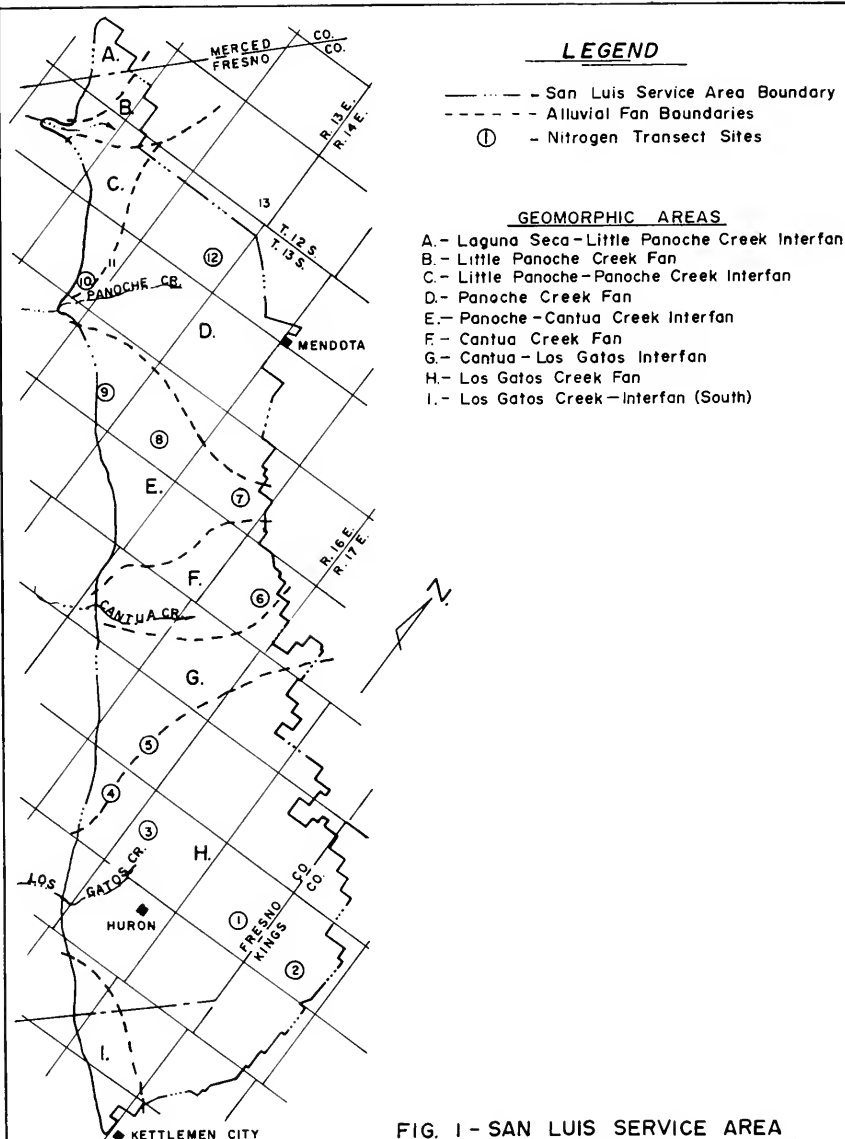 LEGEND
San Luis Service Area Boundary
Alluvial Fan Boundaries
① - Nitrogen Transect Sites
GEOMORPHIC AREAS
A.- Laguna Seca-Little Panoche Creek Interfan
B.- Little Panoche Creek Fan
C.- Little Panoche-Panoche Creek Interfan
D.- Panoche Creek Fan
E.- Panoche-Cantua Creek Interfan
F.- Cantua Creek Fan
G.- Cantua-Los Gatos Interfan
H.- Los Gatos Creek Fan
I.- Los Gatos Creek-Interfan (South)
A.
MERCED CO.
FRESNO CO.
B.
R. 13 E.
R. 14 E.
C.
13
T. 12 S.
T. 13 S.
11
⑫
⑩
PANOCHE CR.
D.
MENDOTA
⑨
⑧
E.
⑦
R. 16 E.
R. 17 E.
F.
⑥
CANTUA CR.
N.
G.
⑤
④
③
H.
LOS GATOS CR.
HURON
①
FRESNO CO.
KINGS CO.
②
I.
KETTLEMEN CITY
FIG. 1 - SAN LUIS SERVICE AREA